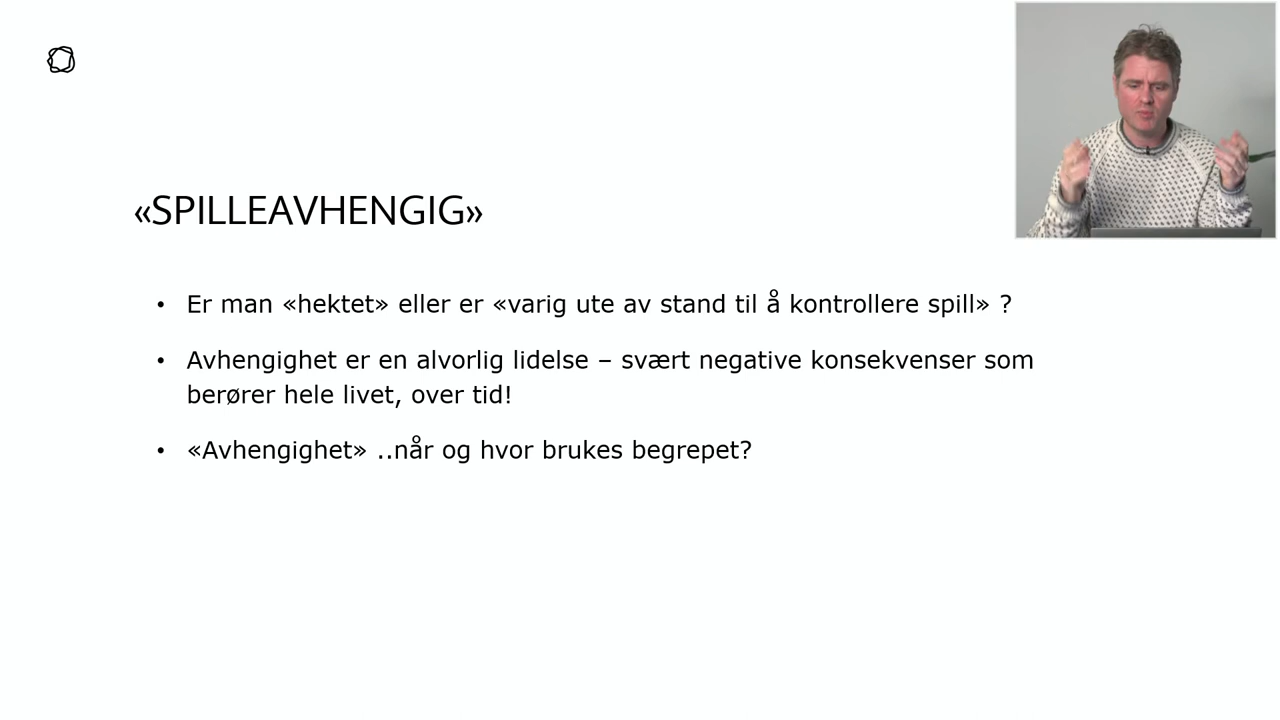 «SPILLEAVHENGIG»
• Er man «hektet» eller er «varig ute av stand til å kontrollere spill» ?
• Avhengighet er en alvorlig lidelse – svært negative konsekvenser som
berører hele livet, over tid!
• «Avhengighet» ..når og hvor brukes begrepet?